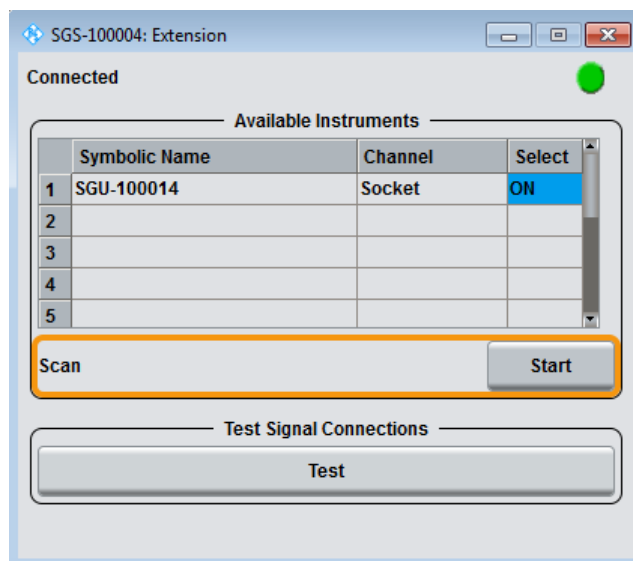 SGS-100004: Extension
Connected
Available Instruments
Symbolic Name Channel Select
1 SGU-100014 Socket ON
2
3
4
5
Scan Start
Test Signal Connections
Test